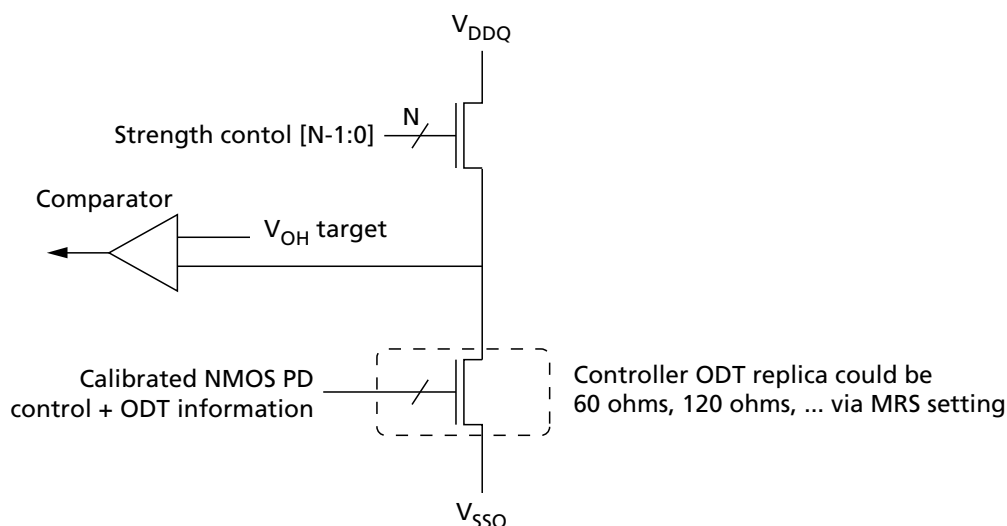 VDDQ
N
Strength contol [N-1:0]
Comparator
VOH target
Calibrated NMOS PD
control + ODT information
Controller ODT replica could be
60 ohms, 120 ohms, ... via MRS setting
VSSQ